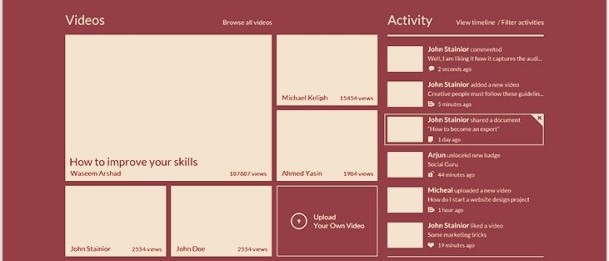 Videos
Browse all videos
How to improve your skills
Waseem Arshad
107887 views
Michael Keliph
15454 views
Ahmed Yasin
1984 views
John Stainior
2554 views
John Doe
2554 views
Upload
Your Own Video
Activity
View timeline / Filter activities
John Stainior commented
Well, I am liking it how it captures the audi...
2 seconds ago
John Stainior added a new video
Creative people must follow these guidelin...
5 minutes ago
John Stainior shared a document
"How to become an expert"
1 day ago
Arjun unlocekd new badge
Social Guru
44 minutes ago
Micheal uploaded a new video
How do I start a website design project
1 hour ago
John Stainior liked a video
Some marketing tricks
19 minutes ago